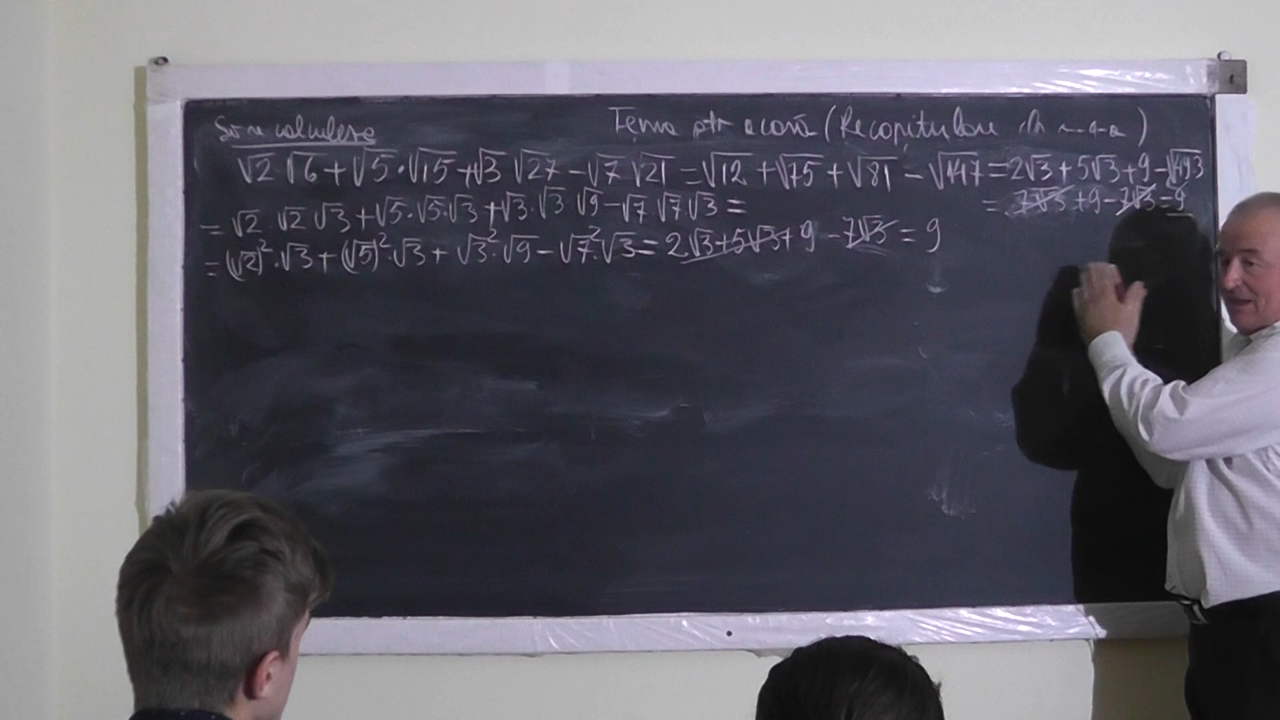 Să se calculeze Tema ptr acasă (Recapitulare
√2 √6 + √5·√15 + √3 √27 − √7 √21 = √12 + √75 + √81 − √147 = 2√3 + 5√3 + 9 − √49·3
= 7√3 + 9 − 7√3 = 9
= √2·√2 √3 + √5·√5·√3 + √3·√3 √9 − √7·√7 √3 =
= (√2)²·√3 + (√5)²·√3 + √3²·√9 − √7²·√3 = 2√3 + 5√3 + 9 − 7√3 = 9